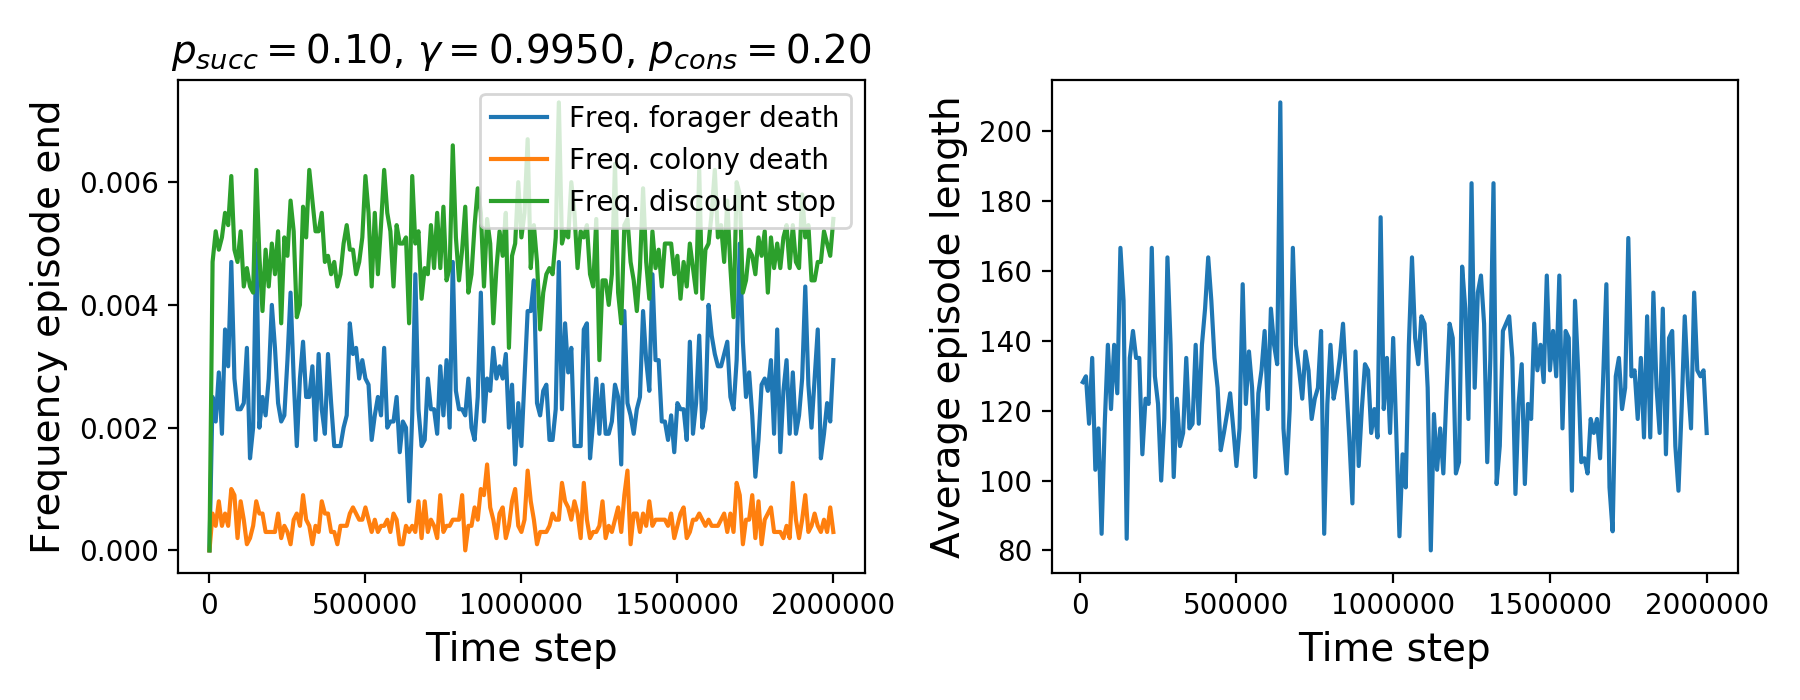 p_succ = 0.10, γ = 0.9950, p_cons = 0.20
Frequency episode end
0.006
0.004
0.002
0.000
Freq. forager death
Freq. colony death
Freq. discount stop
0 500000 1000000 1500000 2000000
Time step
Average episode length
200
180
160
140
120
100
80
0 500000 1000000 1500000 2000000
Time step